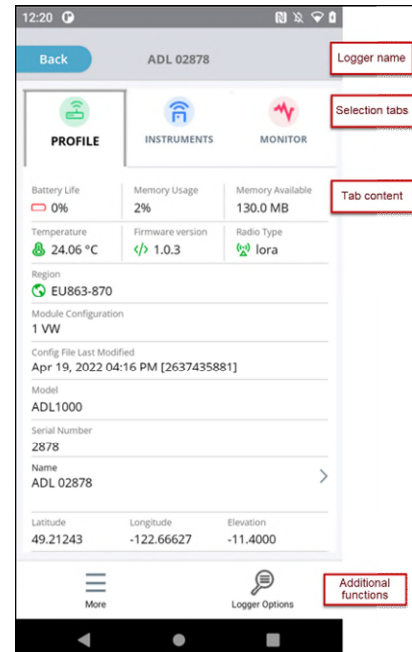 12:20
Back
ADL 02878
Logger name
PROFILE
INSTRUMENTS
MONITOR
Selection tabs
Battery Life Memory Usage Memory Available
0% 2% 130.0 MB
Tab content
Temperature Firmware version Radio Type
24.06 °C </> 1.0.3 lora
Region
EU863-870
Module Configuration
1 VW
Config File Last Modified
Apr 19, 2022 04:16 PM [2637435881]
Model
ADL1000
Serial Number
2878
Name
ADL 02878
Latitude Longitude Elevation
49.21243 -122.66627 -11.4000
More
Logger Options
Additional
functions